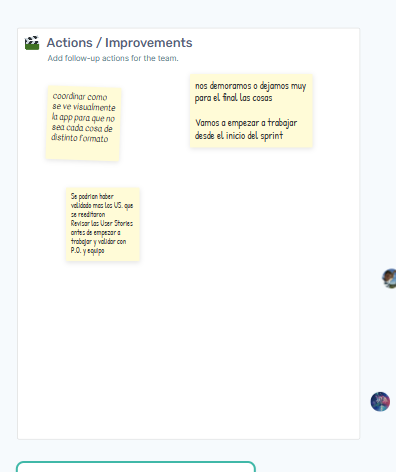 Actions / Improvements
Add follow-up actions for the team.
coordinar como
se ve visualmente
la app para que no
sea cada cosa de
distinto formato
nos demoramos o dejamos muy
para el final las cosas
Vamos a empezar a trabajar
desde el inicio del sprint
Se podrian haber
validado mas los US. que
se reeditaron
Revisar las User Stories
antes de empezar a
trabajar y validar con
P.O. y equipo